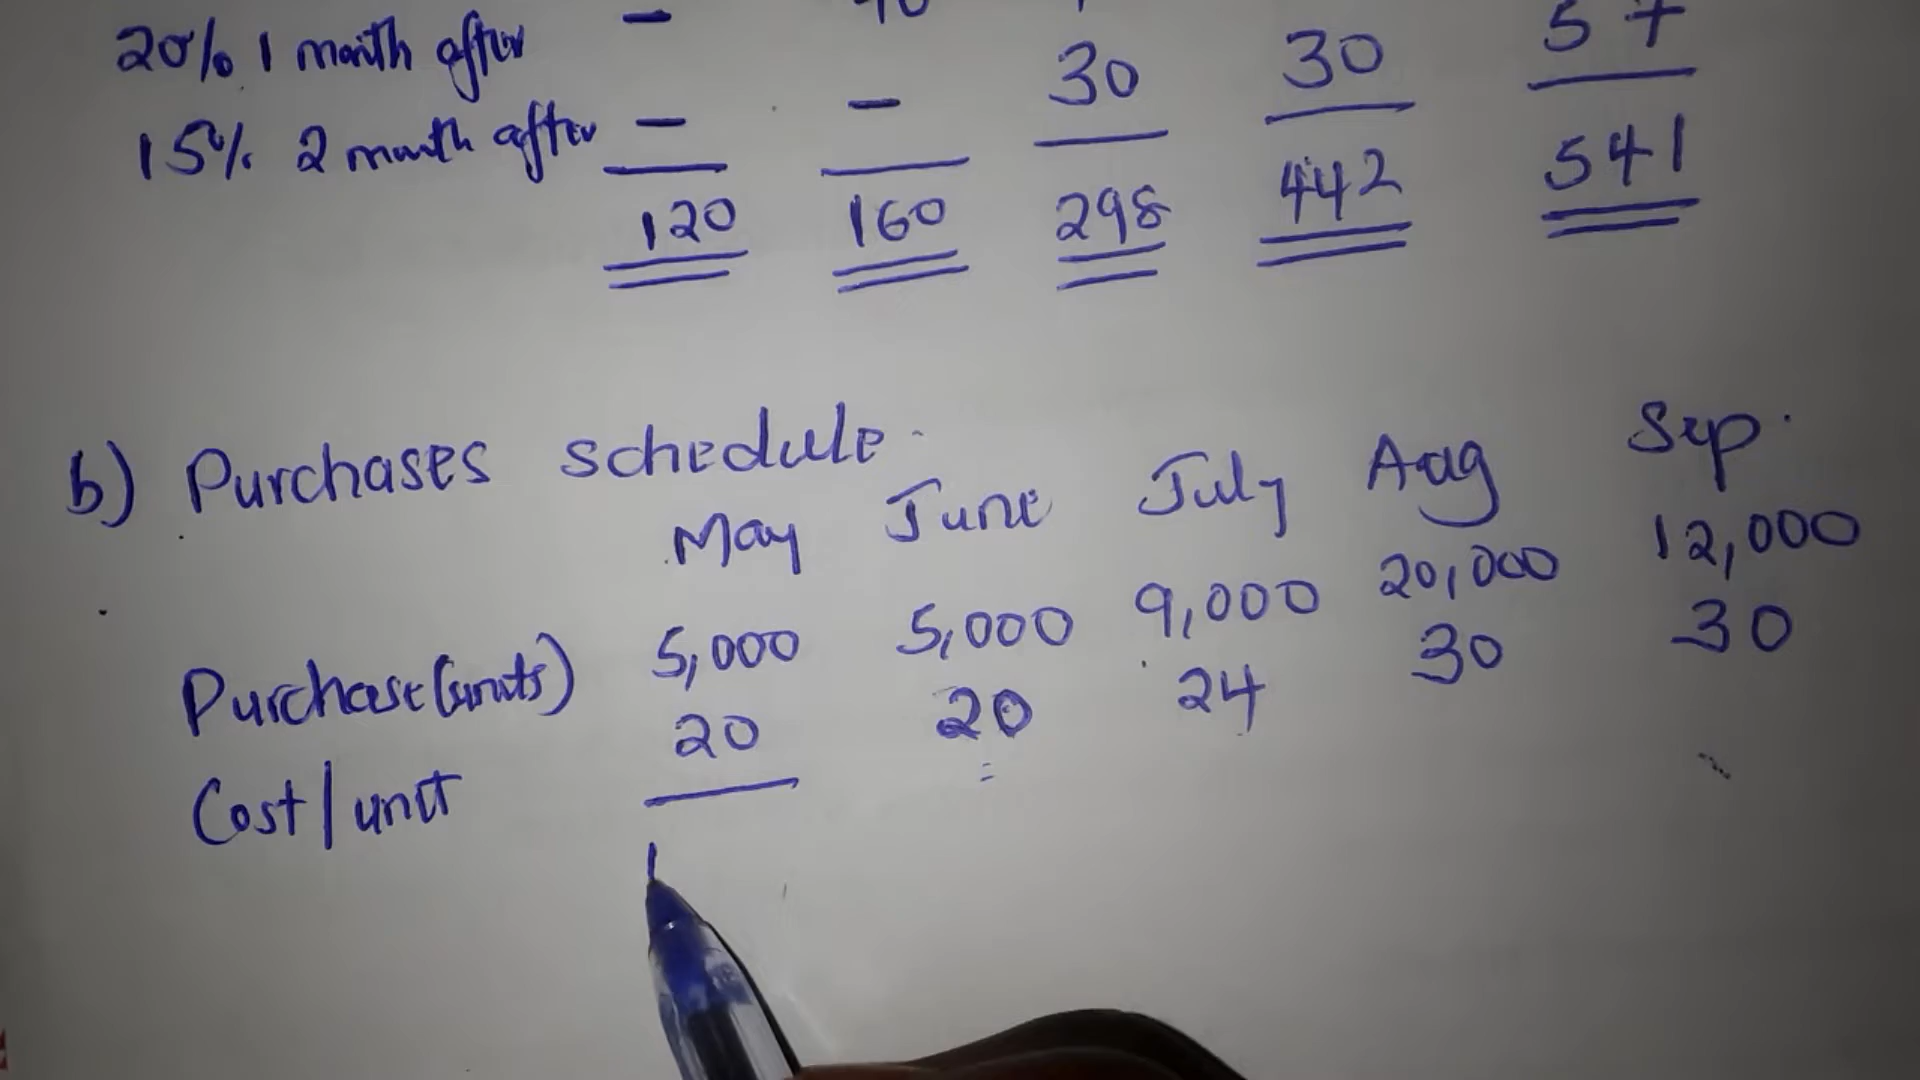 20% 1 month after - 30 30 57
15% 2 month after - -
120 160 298 442 541
b) Purchases schedule.
May June July Aug Sep.
Purchase(units) 5,000 5,000 9,000 20,000 12,000
Cost/unit 20 20 24 30 30